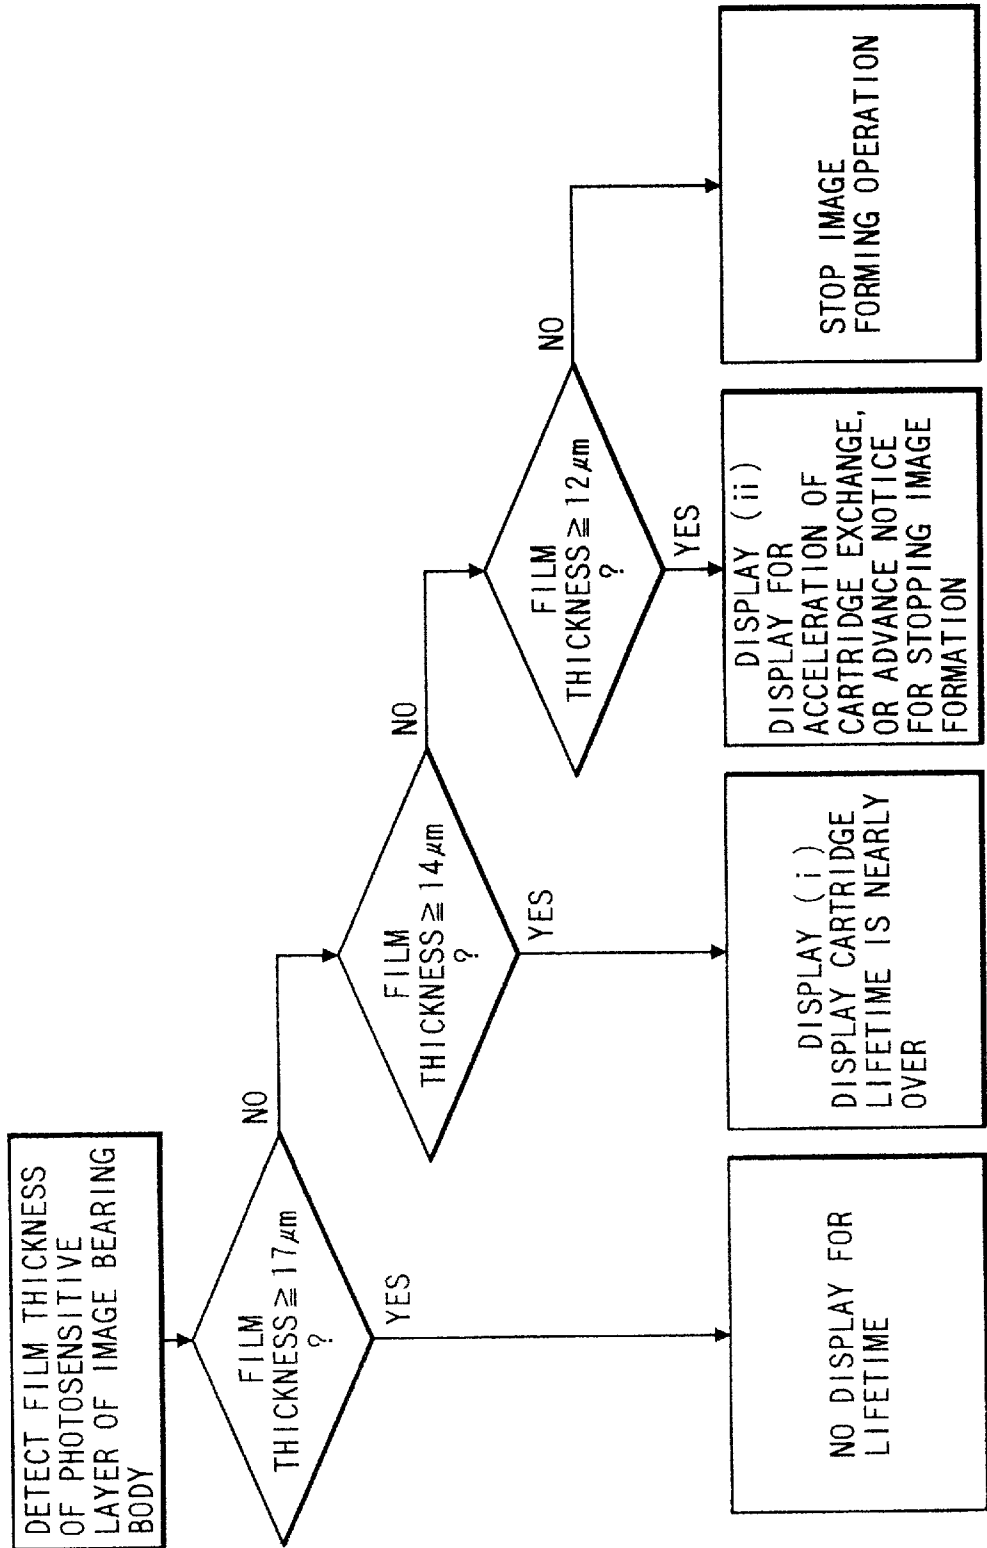 DETECT FILM THICKNESS
OF PHOTOSENSITIVE
LAYER OF IMAGE BEARING
BODY
FILM
THICKNESS ≧ 17μm
?
NO
YES
FILM
THICKNESS ≧ 14μm
?
NO
YES
FILM
THICKNESS ≧ 12μm
?
NO
YES
NO DISPLAY FOR
LIFETIME
DISPLAY (i)
DISPLAY CARTRIDGE
LIFETIME IS NEARLY
OVER
DISPLAY (ii)
DISPLAY FOR
ACCELERATION OF
CARTRIDGE EXCHANGE,
OR ADVANCE NOTICE
FOR STOPPING IMAGE
FORMATION
STOP IMAGE
FORMING OPERATION